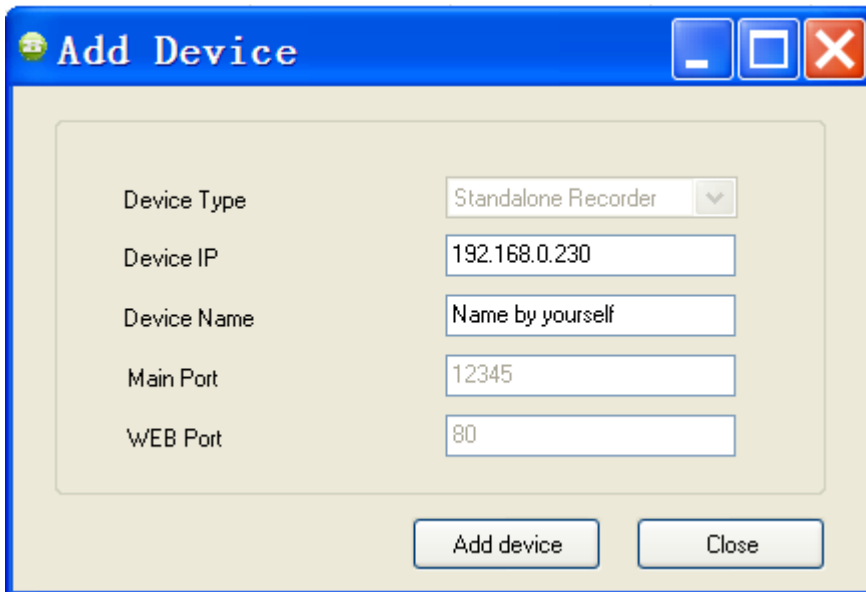 Add Device
Device Type Standalone Recorder
Device IP 192.168.0.230
Device Name Name by yourself
Main Port 12345
WEB Port 80
Add device Close